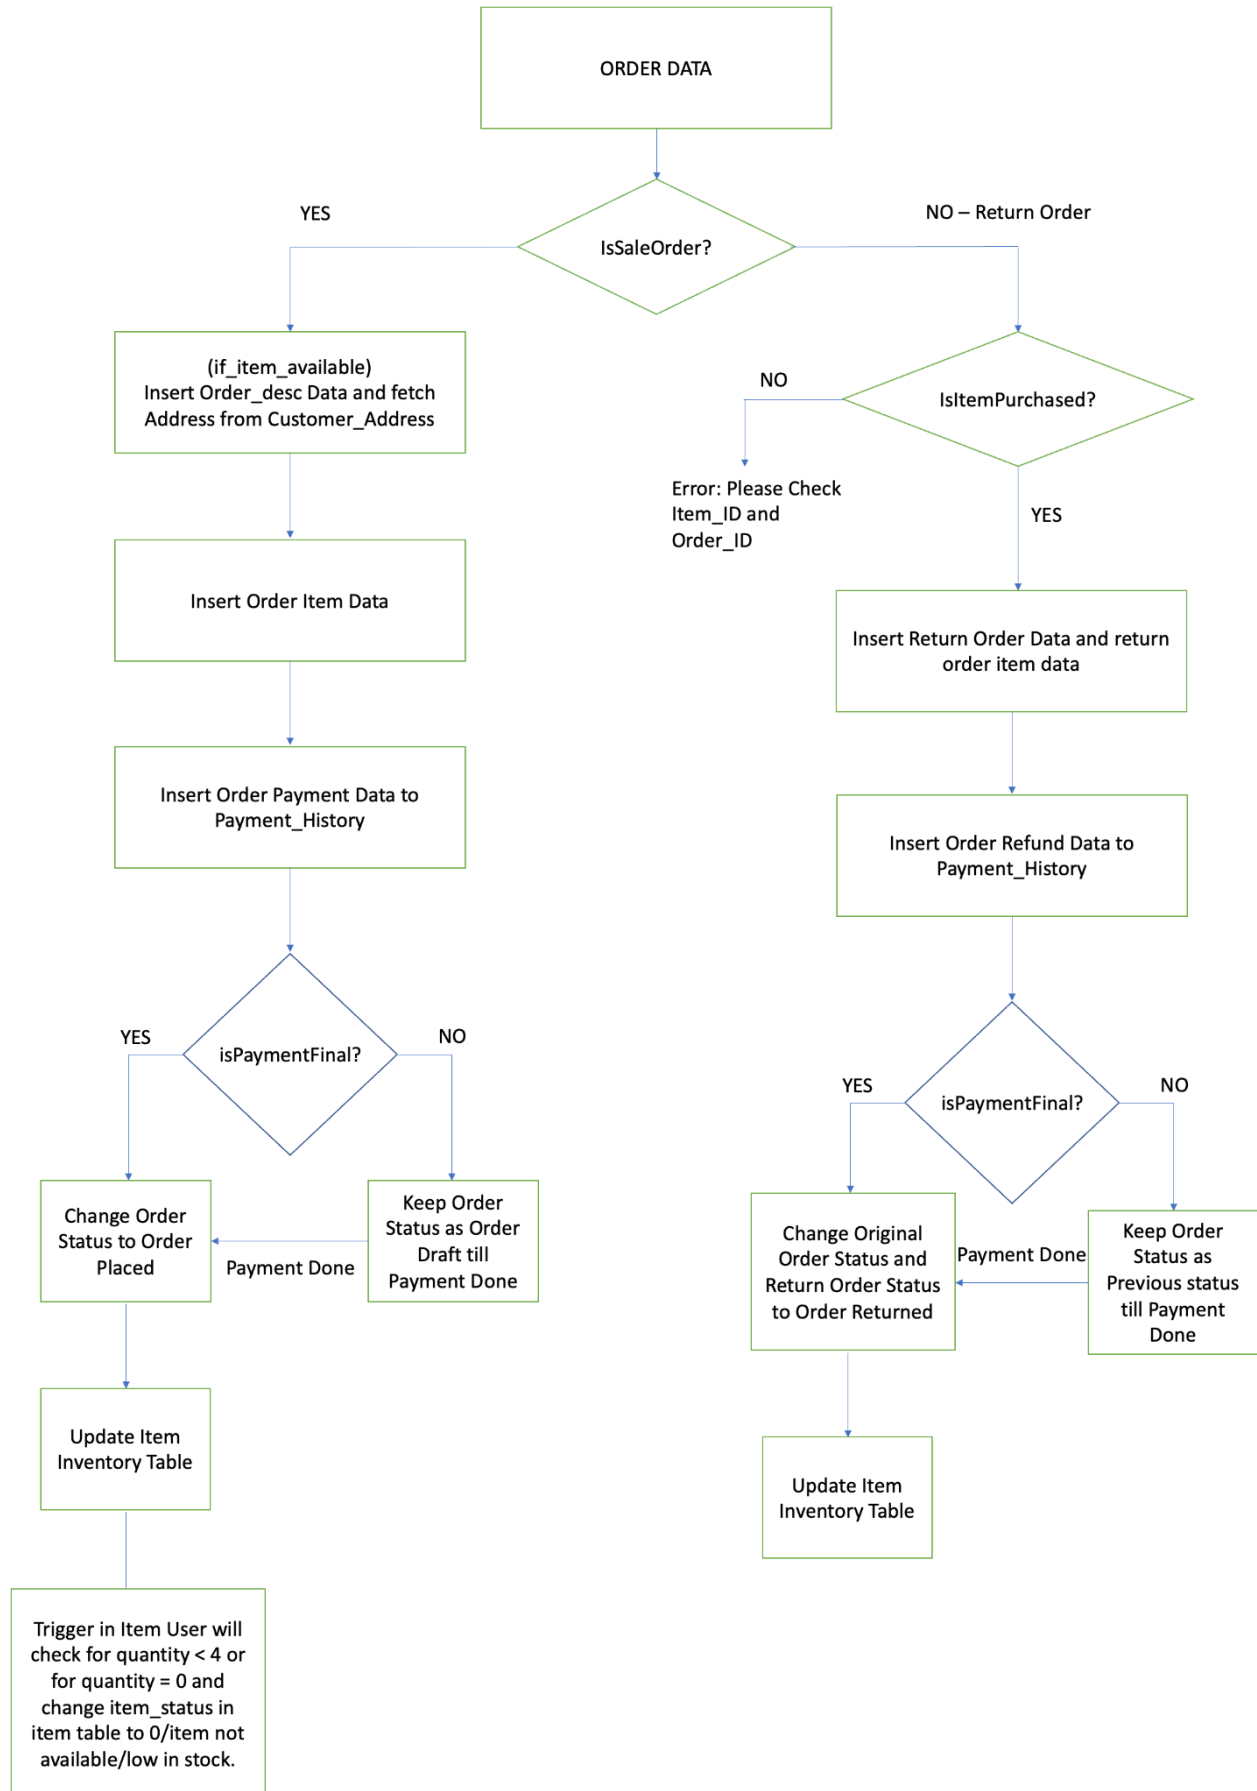 ORDER DATA
YES
NO – Return Order
IsSaleOrder?
(if_item_available)
Insert Order_desc Data and fetch
Address from Customer_Address
NO
IsItemPurchased?
Error: Please Check
Item_ID and
Order_ID
YES
Insert Order Item Data
Insert Return Order Data and return
order item data
Insert Order Payment Data to
Payment_History
Insert Order Refund Data to
Payment_History
YES
isPaymentFinal?
NO
YES
isPaymentFinal?
NO
Change Order
Status to Order
Placed
Payment Done
Keep Order
Status as Order
Draft till
Payment Done
Change Original
Order Status and
Return Order Status
to Order Returned
Payment Done
Keep Order
Status as
Previous status
till Payment
Done
Update Item
Inventory Table
Update Item
Inventory Table
Trigger in Item User will
check for quantity < 4 or
for quantity = 0 and
change item_status in
item table to 0/item not
available/low in stock.